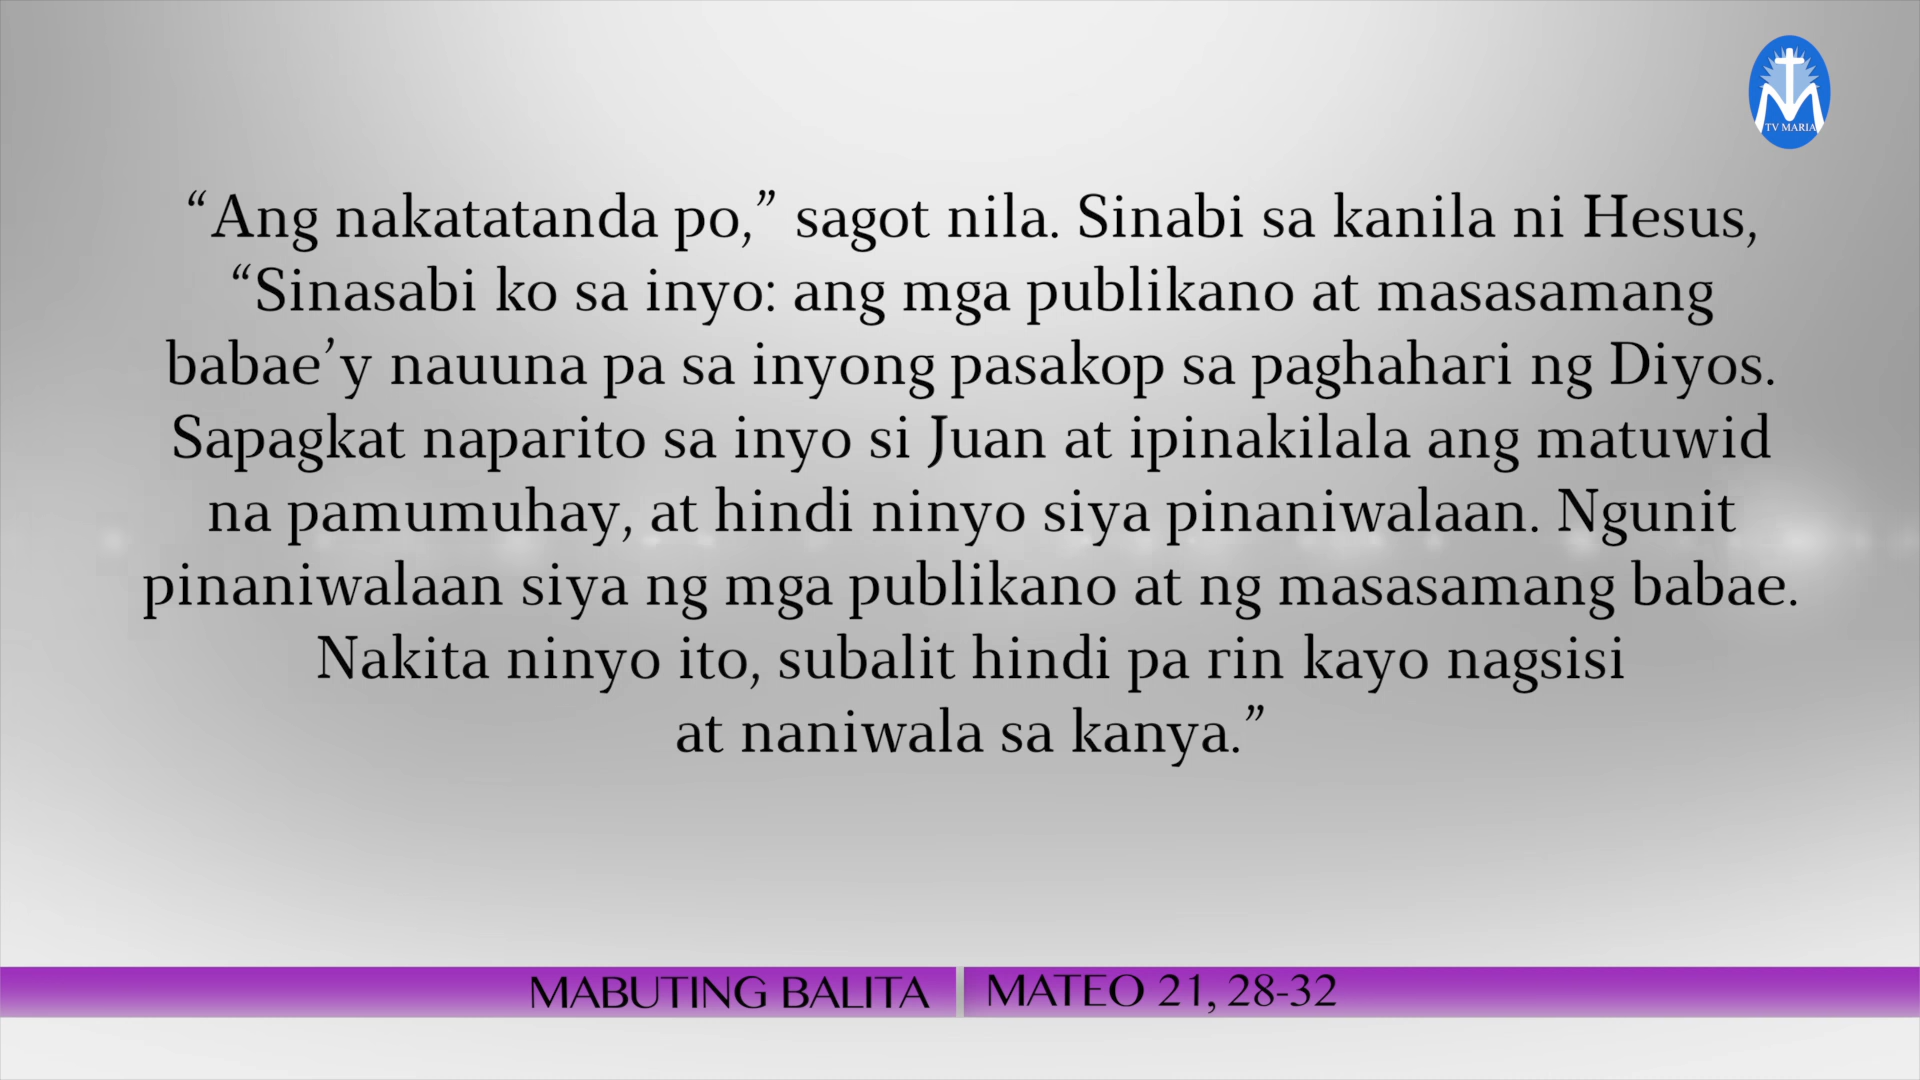 TV MARIA
“Ang nakatatanda po,” sagot nila. Sinabi sa kanila ni Hesus,
“Sinasabi ko sa inyo: ang mga publikano at masasamang
babae’y nauuna pa sa inyong pasakop sa paghahari ng Diyos.
Sapagkat naparito sa inyo si Juan at ipinakilala ang matuwid
na pamumuhay, at hindi ninyo siya pinaniwalaan. Ngunit
pinaniwalaan siya ng mga publikano at ng masasamang babae.
Nakita ninyo ito, subalit hindi pa rin kayo nagsisi
at naniwala sa kanya.”
MABUTING BALITA
MATEO 21, 28-32